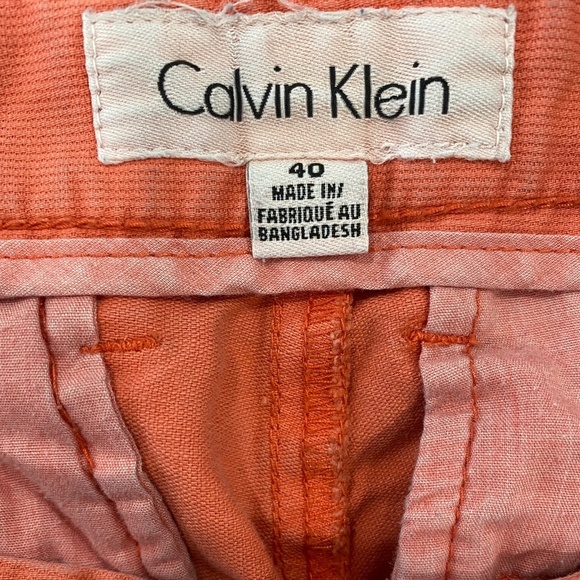 Calvin Klein
40
MADE IN/
FABRIQUÉ AU
BANGLADESH